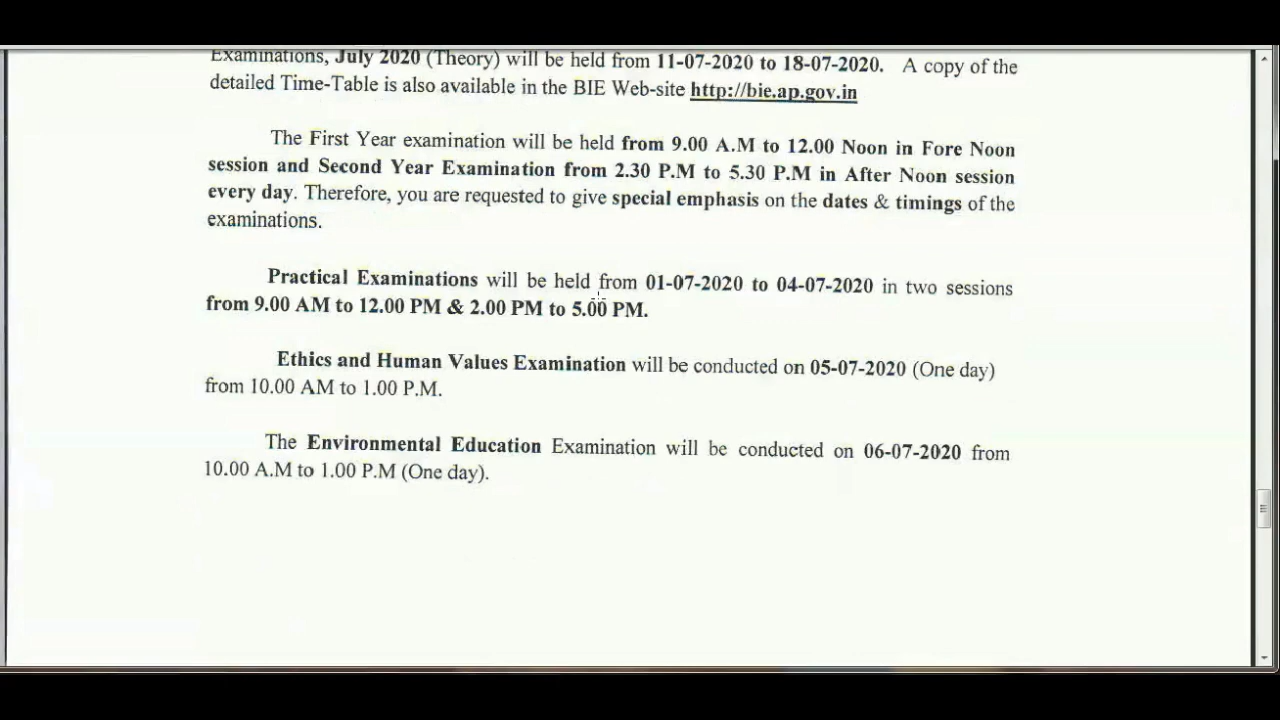 Examinations, July 2020 (Theory) will be held from 11-07-2020 to 18-07-2020. A copy of the
detailed Time-Table is also available in the BIE Web-site http://bie.ap.gov.in
The First Year examination will be held from 9.00 A.M to 12.00 Noon in Fore Noon
session and Second Year Examination from 2.30 P.M to 5.30 P.M in After Noon session
every day. Therefore, you are requested to give special emphasis on the dates & timings of the
examinations.
Practical Examinations will be held from 01-07-2020 to 04-07-2020 in two sessions
from 9.00 AM to 12.00 PM & 2.00 PM to 5.00 PM.
Ethics and Human Values Examination will be conducted on 05-07-2020 (One day)
from 10.00 AM to 1.00 P.M.
The Environmental Education Examination will be conducted on 06-07-2020 from
10.00 A.M to 1.00 P.M (One day).